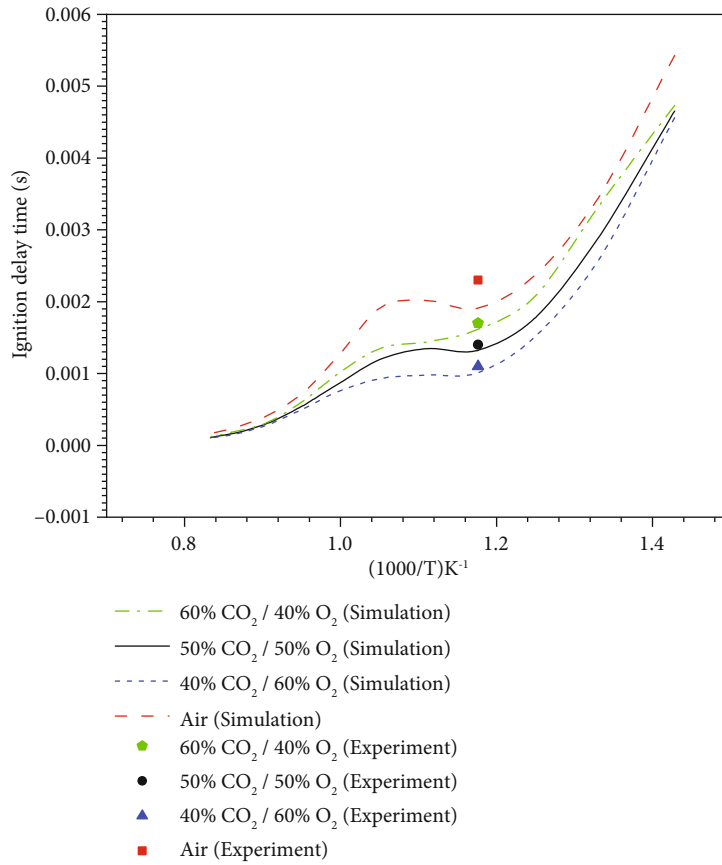 0.006
0.005
0.004
0.003
0.002
0.001
0.000
−0.001
Ignition delay time (s)
0.8 1.0 1.2 1.4
(1000/T)K⁻¹
60% CO₂ / 40% O₂ (Simulation)
50% CO₂ / 50% O₂ (Simulation)
40% CO₂ / 60% O₂ (Simulation)
Air (Simulation)
60% CO₂ / 40% O₂ (Experiment)
50% CO₂ / 50% O₂ (Experiment)
40% CO₂ / 60% O₂ (Experiment)
Air (Experiment)